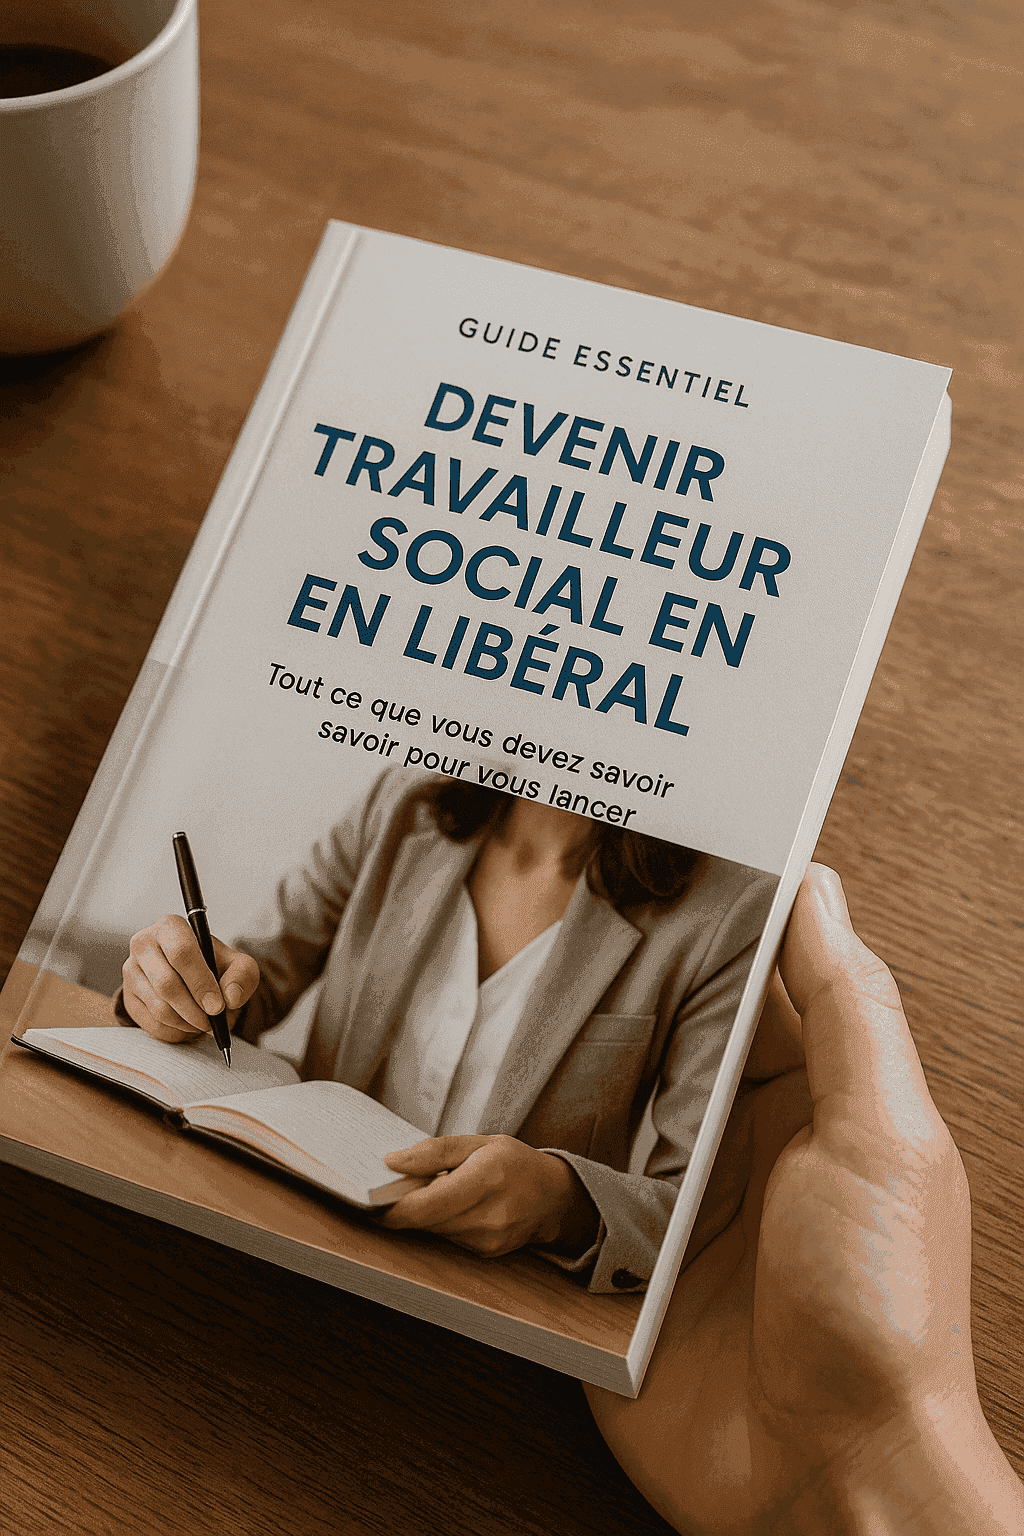 GUIDE ESSENTIEL
DEVENIR
TRAVAILLEUR
SOCIAL EN
EN LIBÉRAL
Tout ce que vous devez savoir
savoir pour vous lancer